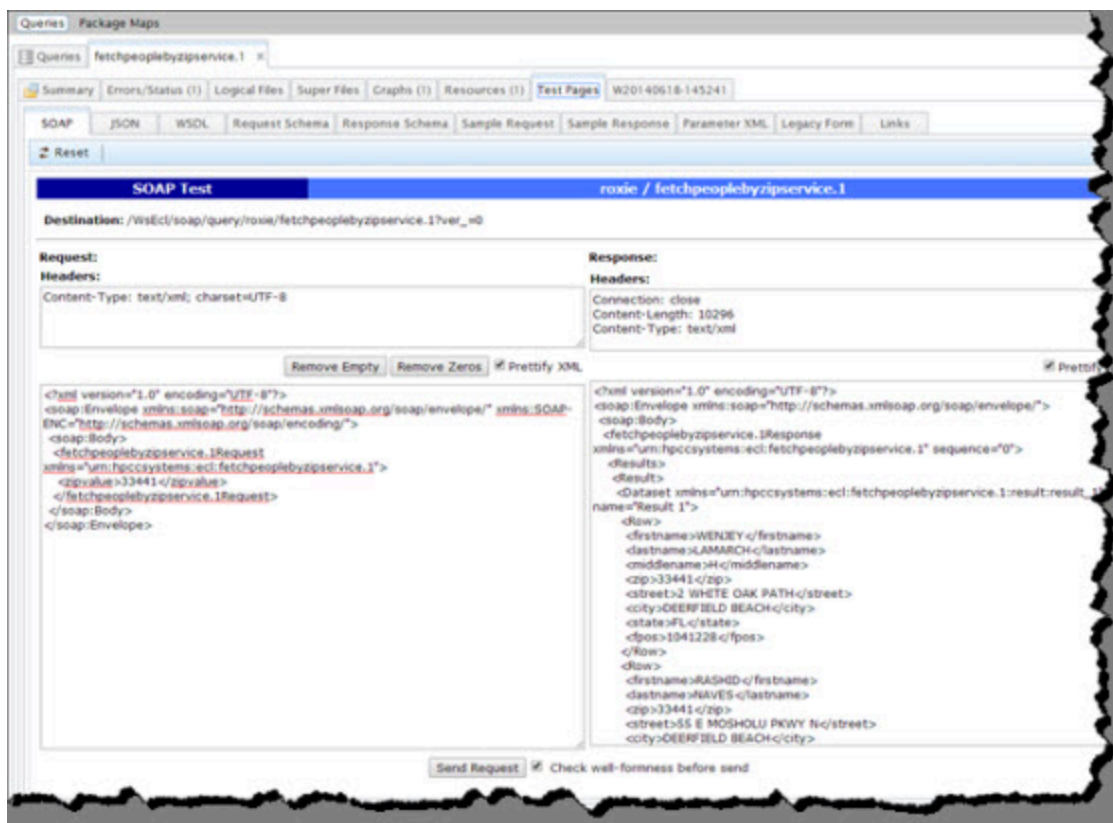 Queries Package Maps
Queries fetchpeoplebyzipservice.1 ×
Summary Errors/Status (1) Logical Files Super Files Graphs (1) Resources (1) Test Pages W20140618-145241
SOAP JSON WSDL Request Schema Response Schema Sample Request Sample Response Parameter XML Legacy Form Links
Reset
SOAP Test roxie / fetchpeoplebyzipservice.1
Destination: /WsEcl/soap/query/roxie/fetchpeoplebyzipservice.1?ver_=0
Request:
Headers:
Content-Type: text/xml; charset=UTF-8
Remove Empty Remove Zeros Prettify XML
<?xml version="1.0" encoding="UTF-8"?>
<soap:Envelope xmlns:soap="http://schemas.xmlsoap.org/soap/envelope/" xmlns:SOAP-
ENC="http://schemas.xmlsoap.org/soap/encoding/">
<soap:Body>
<fetchpeoplebyzipservice.1Request
xmlns="urn:hpccsystems:ecl:fetchpeoplebyzipservice.1">
<zipvalue>33441</zipvalue>
</fetchpeoplebyzipservice.1Request>
</soap:Body>
</soap:Envelope>
Response:
Headers:
Connection: close
Content-Length: 10296
Content-Type: text/xml
Prettif
<?xml version="1.0" encoding="UTF-8"?>
<soap:Envelope xmlns:soap="http://schemas.xmlsoap.org/soap/envelope/">
<soap:Body>
<fetchpeoplebyzipservice.1Response
xmlns="urn:hpccsystems:ecl:fetchpeoplebyzipservice.1" sequence="0">
<Results>
<Result>
<Dataset xmlns="urn:hpccsystems:ecl:fetchpeoplebyzipservice.1:result:result_1"
name="Result 1">
<Row>
<firstname>WENJEY</firstname>
<lastname>LAMARCH</lastname>
<middlename>H</middlename>
<zip>33441</zip>
<street>2 WHITE OAK PATH</street>
<city>DEERFIELD BEACH</city>
<state>FL</state>
<fpos>1041228</fpos>
</Row>
<Row>
<firstname>RASHID</firstname>
<lastname>NAVES</lastname>
<zip>33441</zip>
<street>55 E MOSHOLU PKWY N</street>
<city>DEERFIELD BEACH</city>
Send Request Check well-formness before send